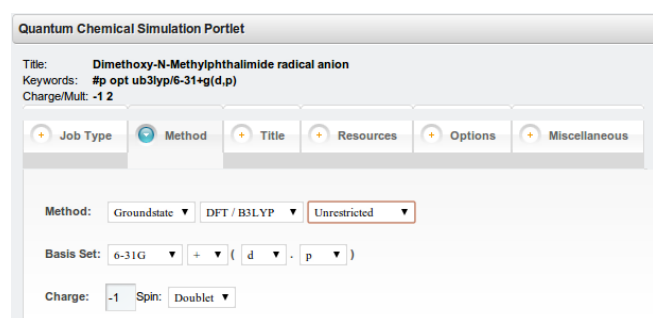 Quantum Chemical Simulation Portlet
Title: Dimethoxy-N-Methylphthalimide radical anion
Keywords: #p opt ub3lyp/6-31+g(d,p)
Charge/Mult: -1 2
+ Job Type Method + Title + Resources + Options + Miscellaneous
Method: Groundstate ▼ DFT / B3LYP ▼ Unrestricted ▼
Basis Set: 6-31G ▼ + ▼ ( d ▼ . p ▼ )
Charge: -1 Spin: Doublet ▼